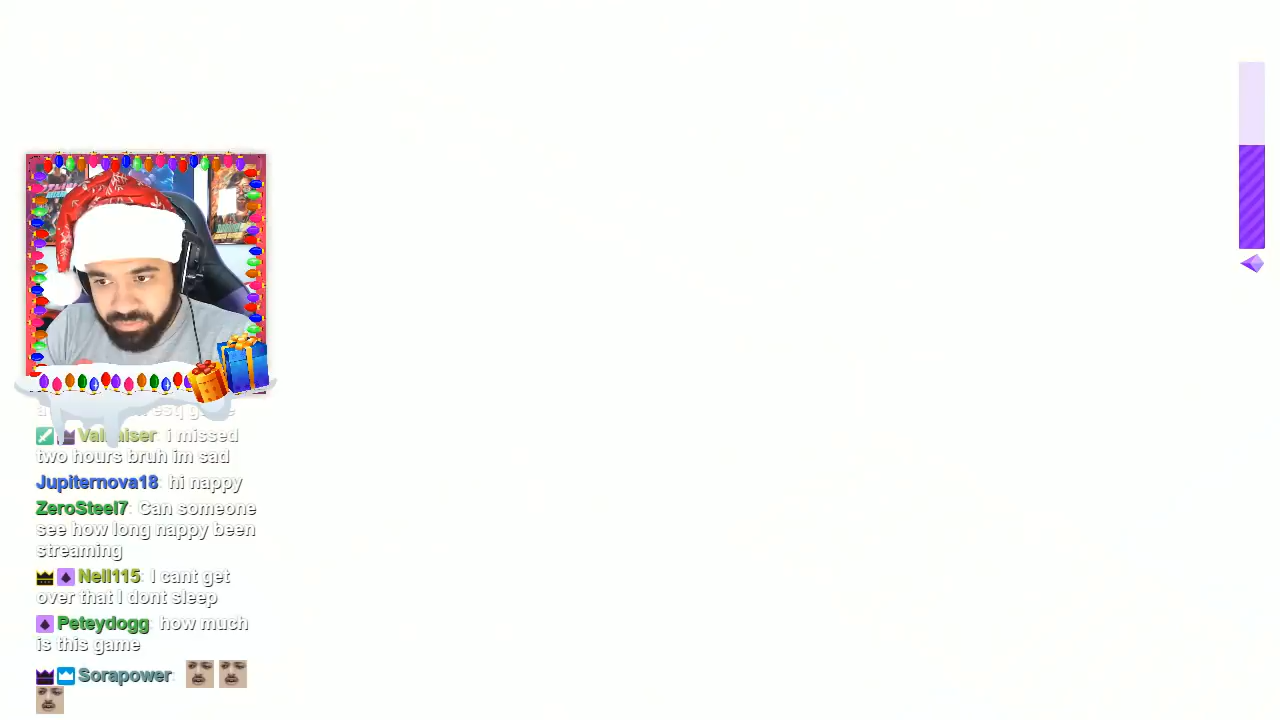 Valkaiser: i missed
two hours bruh im sad
Jupiternova18: hi nappy
ZeroSteel7: Can someone
see how long nappy been
streaming
Neil115: I cant get
over that I dont sleep
Peteydogg: how much
is this game
Sorapower: